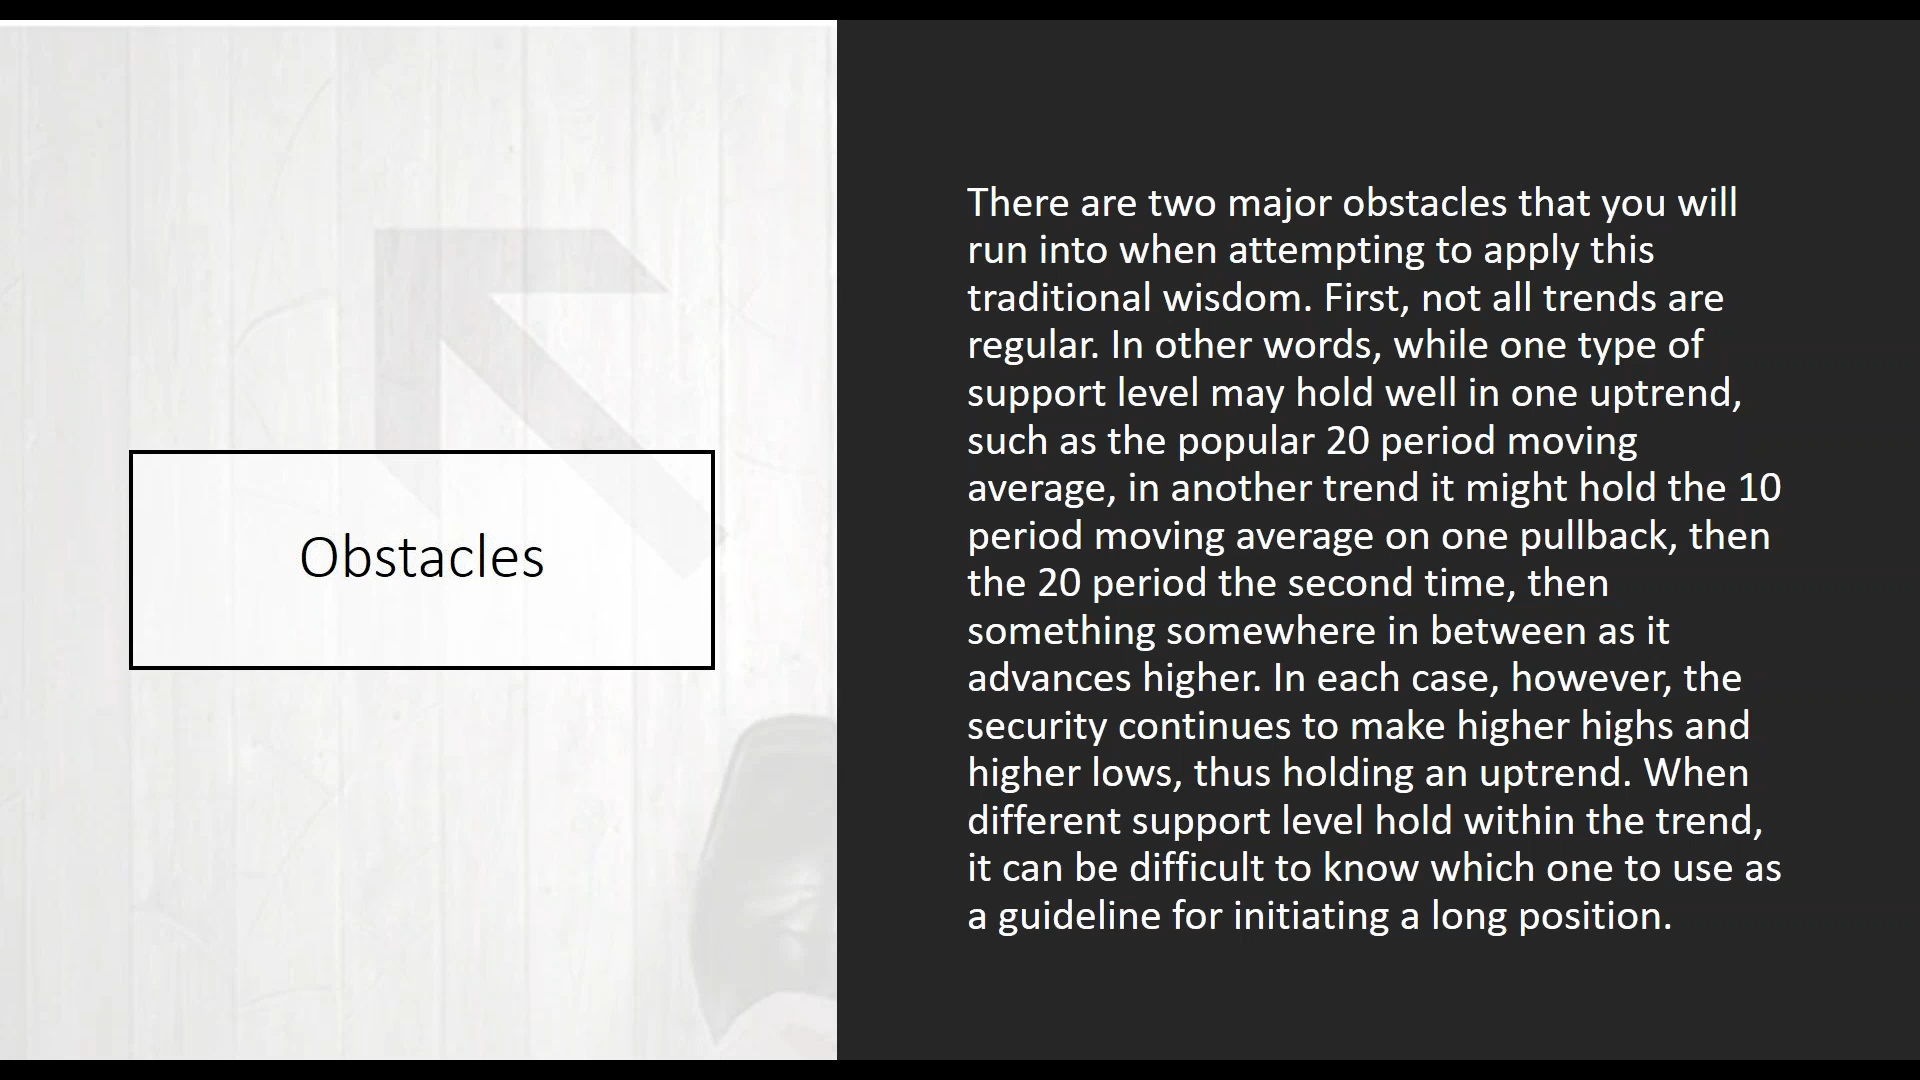 Obstacles
There are two major obstacles that you will
run into when attempting to apply this
traditional wisdom. First, not all trends are
regular. In other words, while one type of
support level may hold well in one uptrend,
such as the popular 20 period moving
average, in another trend it might hold the 10
period moving average on one pullback, then
the 20 period the second time, then
something somewhere in between as it
advances higher. In each case, however, the
security continues to make higher highs and
higher lows, thus holding an uptrend. When
different support level hold within the trend,
it can be difficult to know which one to use as
a guideline for initiating a long position.